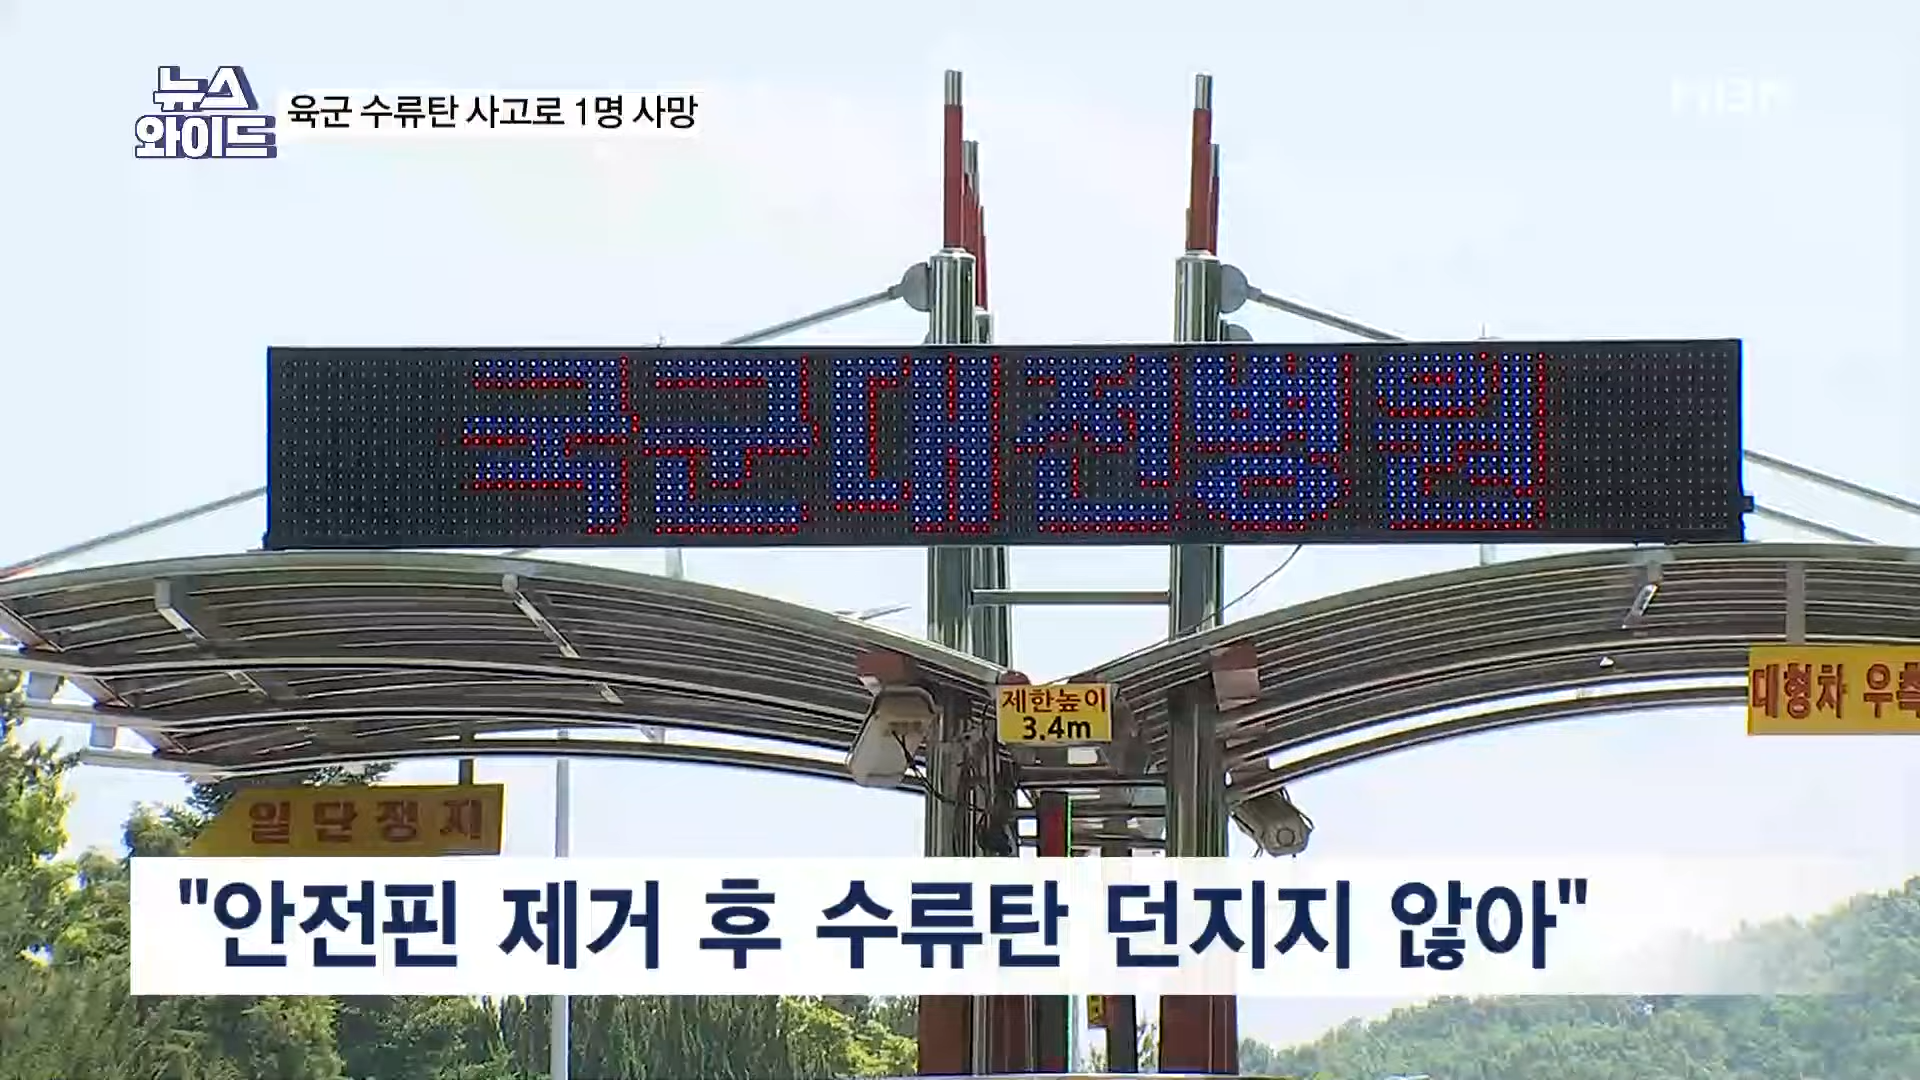 뉴스
와이드
육군 수류탄 사고로 1명 사망
MBN
국군대전병원
제한높이
3.4m
대형차 우측
일단정지
"안전핀 제거 후 수류탄 던지지 않아"